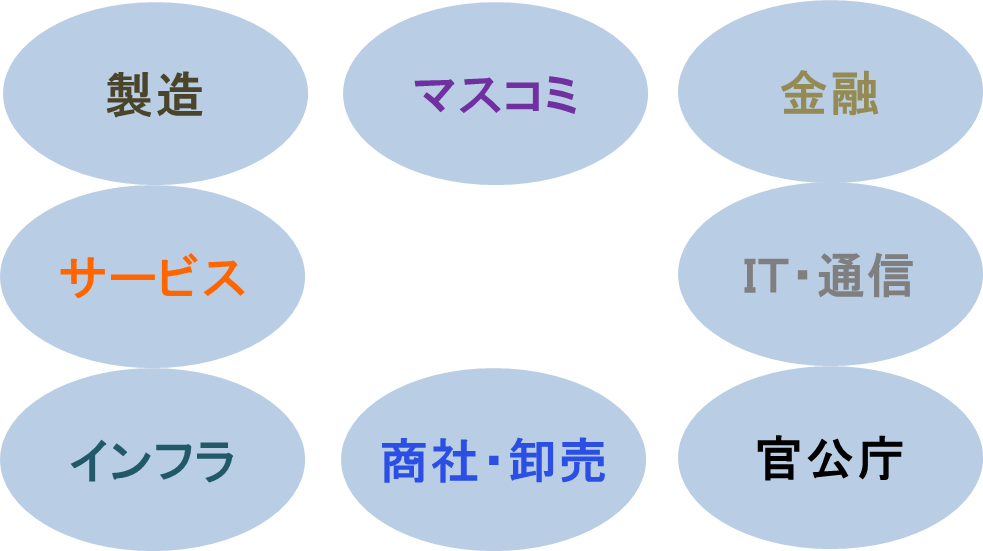 製造
マスコミ
金融
サービス
IT・通信
インフラ
商社・卸売
官公庁